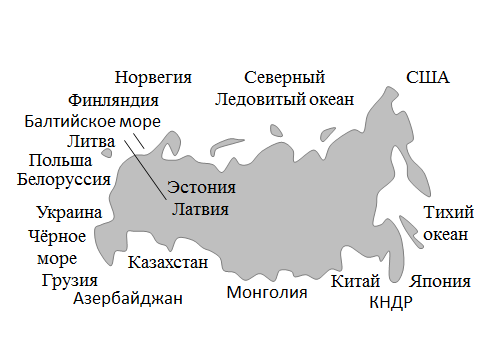 Норвегия
Северный
Ледовитый океан
США
Финляндия
Балтийское море
Литва
Польша
Белоруссия
Эстония
Латвия
Украина
Чёрное
море
Грузия
Азербайджан
Казахстан
Монголия
Китай
КНДР
Япония
Тихий
океан